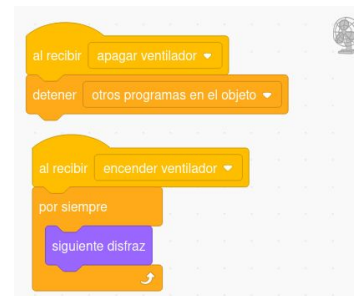 al recibir apagar ventilador
detener otros programas en el objeto
al recibir encender ventilador
por siempre
siguiente disfraz